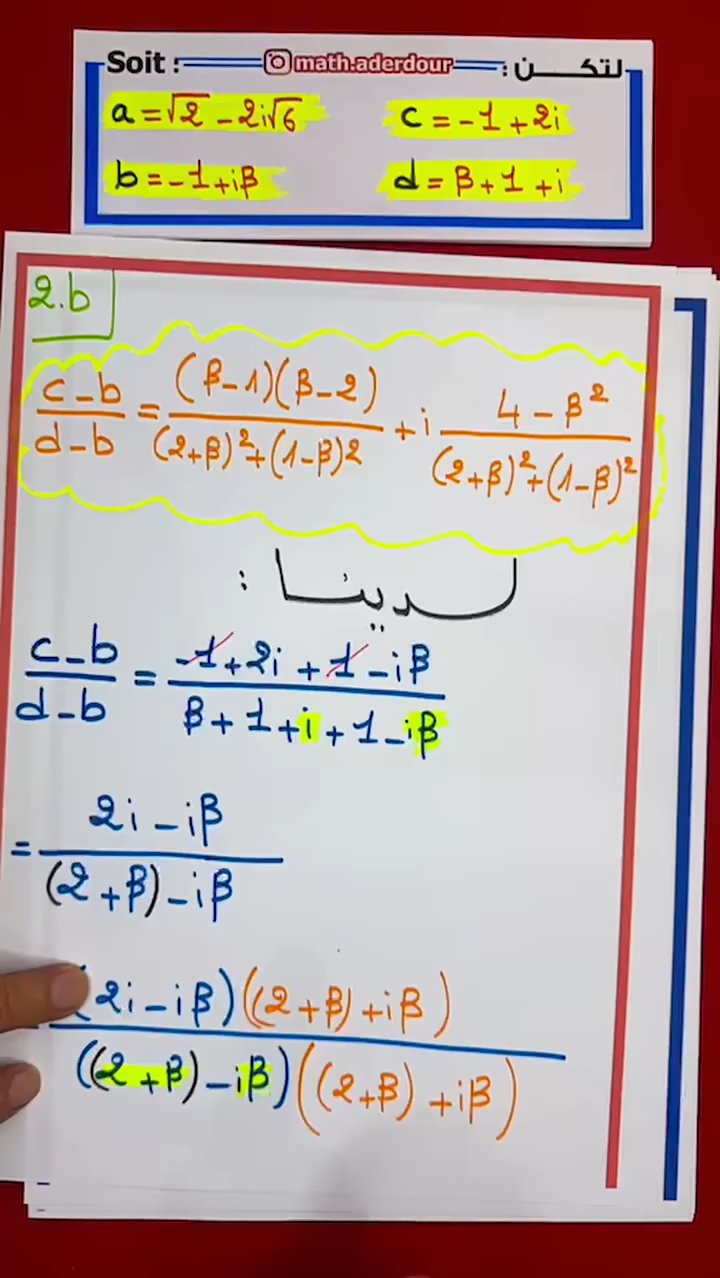 Soit : math.aderdour : لتكن
a = √2 - 2i√6 c = -1 + 2i
b = -1 + iβ d = β + 1 + i
2.b
(c - b)/(d - b) = ((β - 1)(β - 2))/((2 + β)² + (1 - β)²) + i (4 - β²)/((2 + β)² + (1 - β)²)
لدينا :
(c - b)/(d - b) = (-1 + 2i + 1 - iβ)/(β + 1 + i + 1 - iβ)
= (2i - iβ)/((2 + β) - iβ)
((2i - iβ)((2 + β) + iβ))/(((2 + β) - iβ)((2 + β) + iβ))